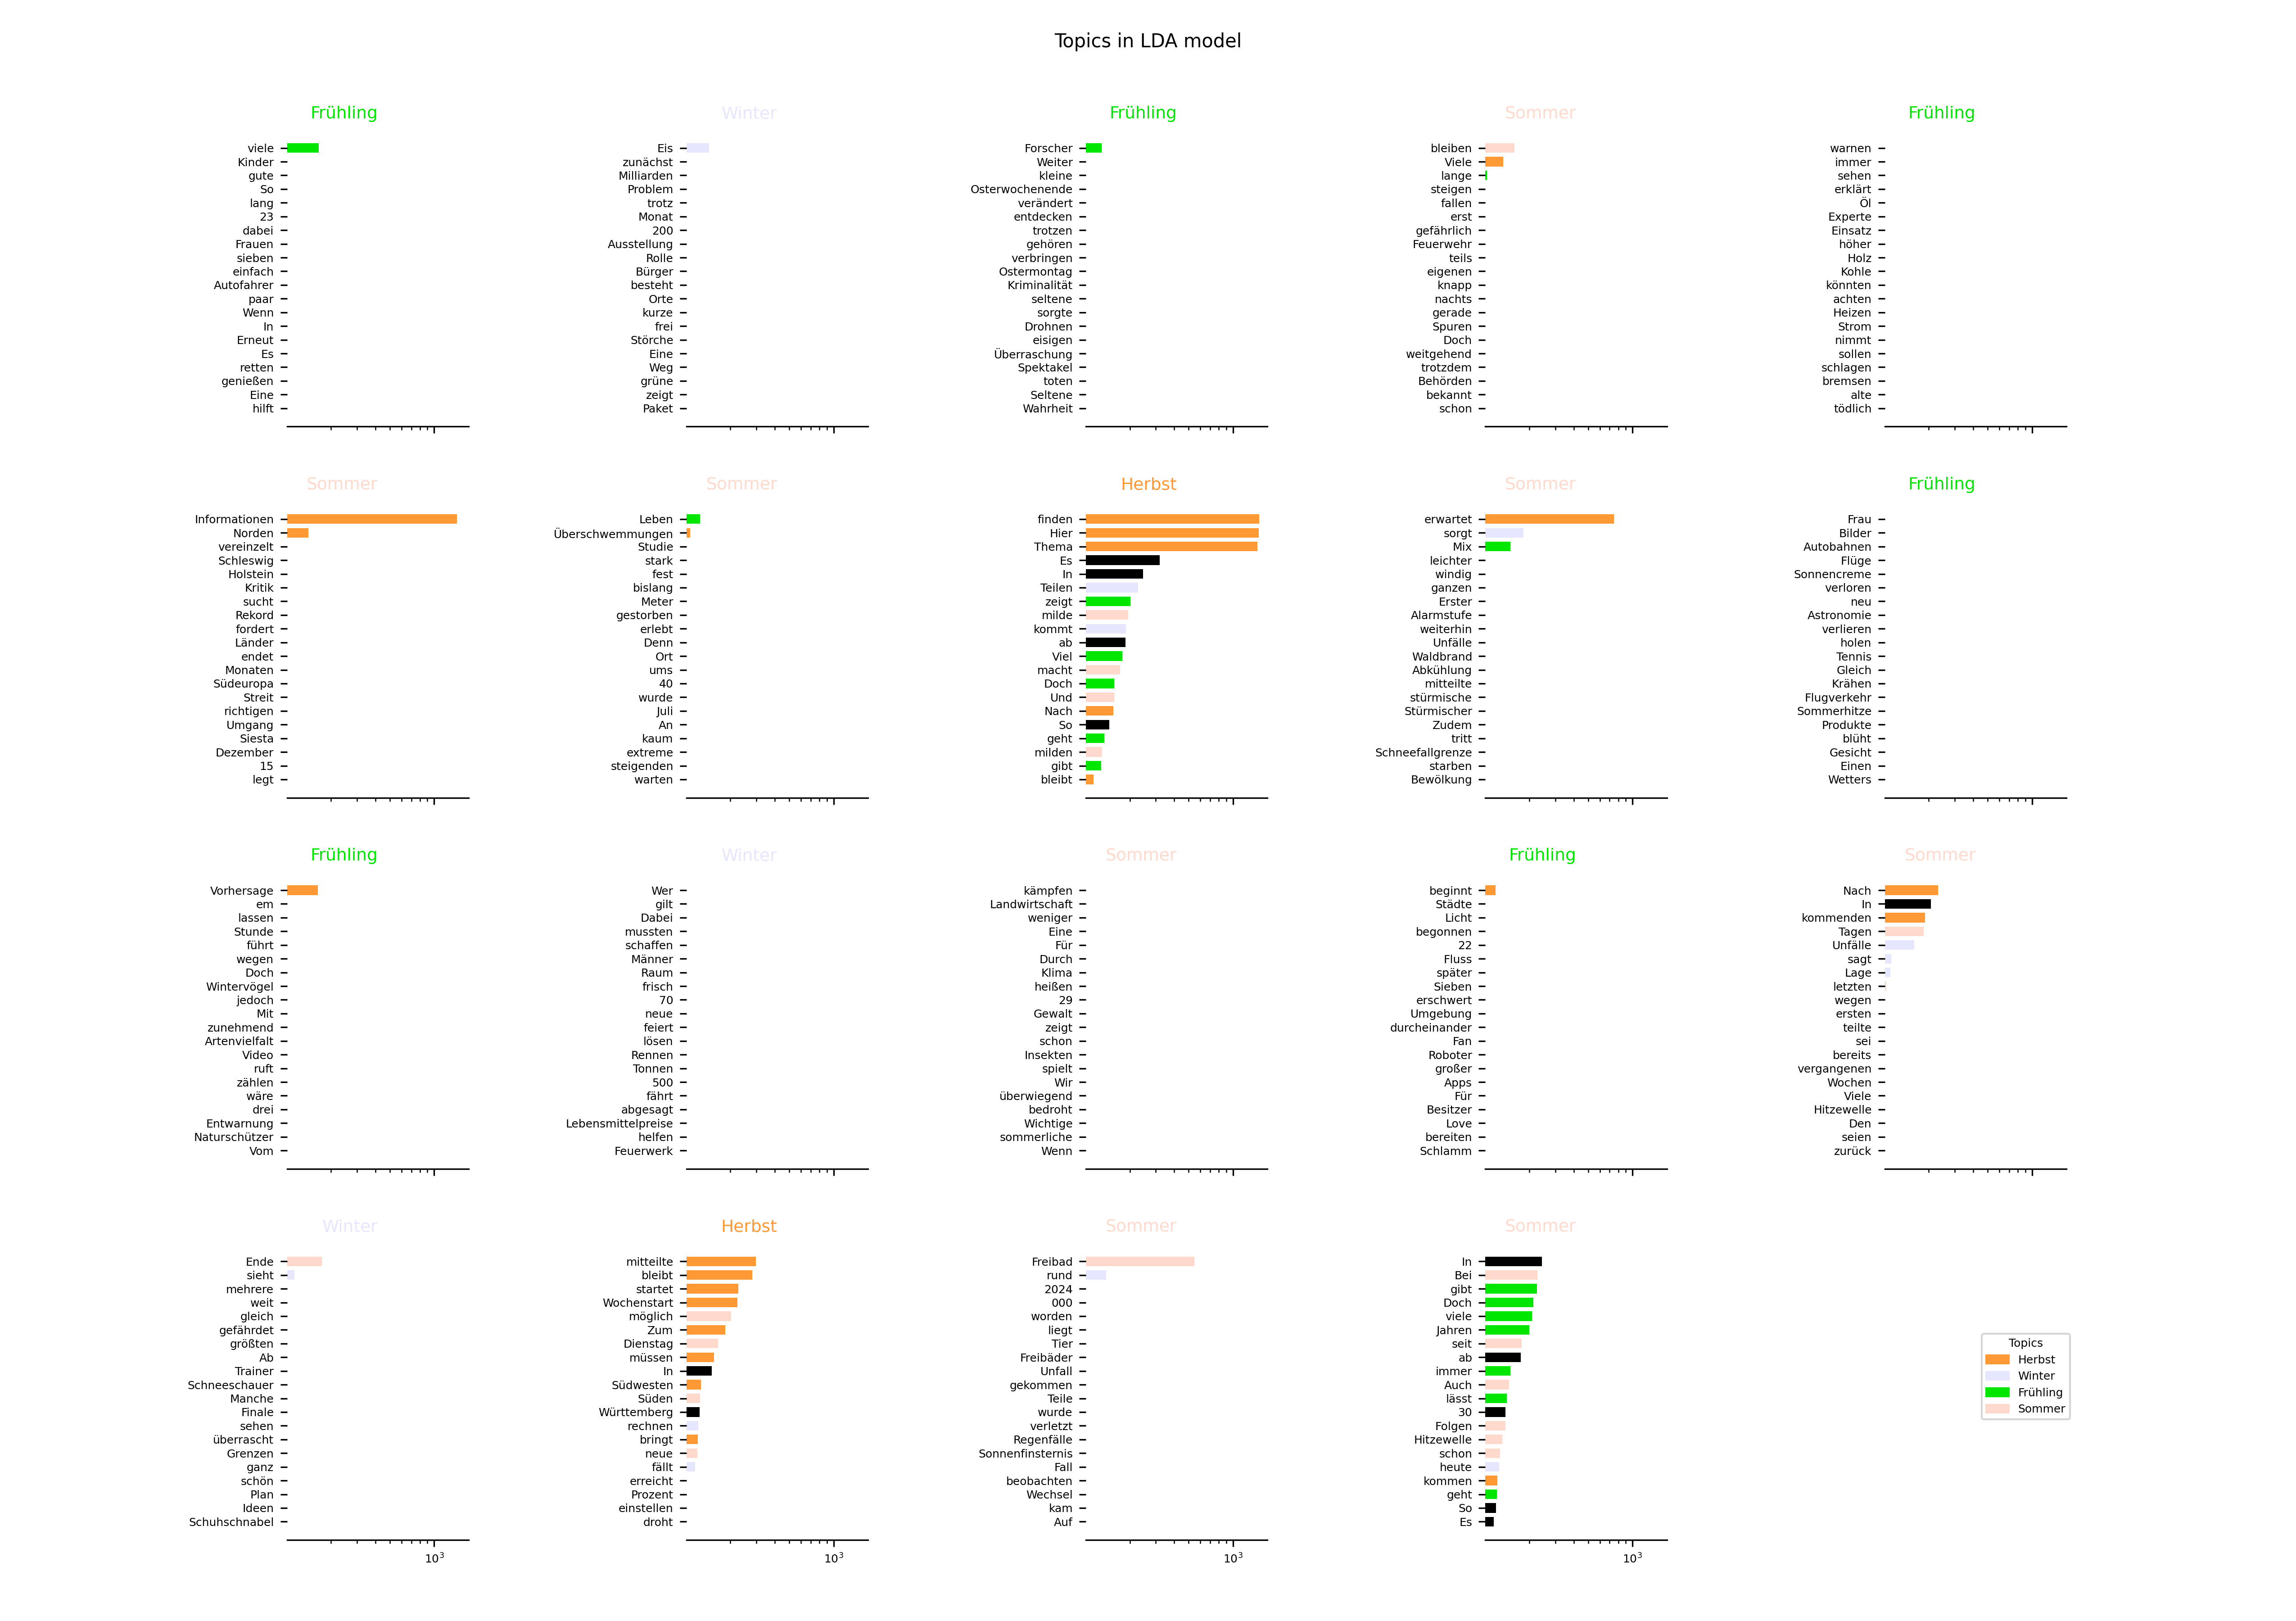 Topics in LDA model
Frühling
viele
Kinder
gute
So
lang
23
dabei
Frauen
sieben
einfach
Autofahrer
paar
Wenn
In
Erneut
Es
retten
genießen
Eine
hilft
Winter
Eis
zunächst
Milliarden
Problem
trotz
Monat
200
Ausstellung
Rolle
Bürger
besteht
Orte
kurze
frei
Störche
Eine
Weg
grüne
zeigt
Paket
Frühling
Forscher
Weiter
kleine
Osterwochenende
verändert
entdecken
trotzen
gehören
verbringen
Ostermontag
Kriminalität
seltene
sorgte
Drohnen
eisigen
Überraschung
Spektakel
toten
Seltene
Wahrheit
Sommer
bleiben
Viele
lange
steigen
fallen
erst
gefährlich
Feuerwehr
teils
eigenen
knapp
nachts
gerade
Spuren
Doch
weitgehend
trotzdem
Behörden
bekannt
schon
Frühling
warnen
immer
sehen
erklärt
Öl
Experte
Einsatz
höher
Holz
Kohle
könnten
achten
Heizen
Strom
nimmt
sollen
schlagen
bremsen
alte
tödlich
Sommer
Informationen
Norden
vereinzelt
Schleswig
Holstein
Kritik
sucht
Rekord
fordert
Länder
endet
Monaten
Südeuropa
Streit
richtigen
Umgang
Siesta
Dezember
15
legt
Sommer
Leben
Überschwemmungen
Studie
stark
fest
bislang
Meter
gestorben
erlebt
Denn
Ort
ums
40
wurde
Juli
An
kaum
extreme
steigenden
warten
Herbst
finden
Hier
Thema
Es
In
Teilen
zeigt
milde
kommt
ab
Viel
macht
Doch
Und
Nach
So
geht
milden
gibt
bleibt
Sommer
erwartet
sorgt
Mix
leichter
windig
ganzen
Erster
Alarmstufe
weiterhin
Unfälle
Waldbrand
Abkühlung
mitteilte
stürmische
Stürmischer
Zudem
tritt
Schneefallgrenze
starben
Bewölkung
Frühling
Frau
Bilder
Autobahnen
Flüge
Sonnencreme
verloren
neu
Astronomie
verlieren
holen
Tennis
Gleich
Krähen
Flugverkehr
Sommerhitze
Produkte
blüht
Gesicht
Einen
Wetters
Frühling
Vorhersage
em
lassen
Stunde
führt
wegen
Doch
Wintervögel
jedoch
Mit
zunehmend
Artenvielfalt
Video
ruft
zählen
wäre
drei
Entwarnung
Naturschützer
Vom
Winter
Wer
gilt
Dabei
mussten
schaffen
Männer
Raum
frisch
70
neue
feiert
lösen
Rennen
Tonnen
500
fährt
abgesagt
Lebensmittelpreise
helfen
Feuerwerk
Sommer
kämpfen
Landwirtschaft
weniger
Eine
Für
Durch
Klima
heißen
29
Gewalt
zeigt
schon
Insekten
spielt
Wir
überwiegend
bedroht
Wichtige
sommerliche
Wenn
Frühling
beginnt
Städte
Licht
begonnen
22
Fluss
später
Sieben
erschwert
Umgebung
durcheinander
Fan
Roboter
großer
Apps
Für
Besitzer
Love
bereiten
Schlamm
Sommer
Nach
In
kommenden
Tagen
Unfälle
sagt
Lage
letzten
wegen
ersten
teilte
sei
bereits
vergangenen
Wochen
Viele
Hitzewelle
Den
seien
zurück
Winter
Ende
sieht
mehrere
weit
gleich
gefährdet
größten
Ab
Trainer
Schneeschauer
Manche
Finale
sehen
überrascht
Grenzen
ganz
schön
Plan
Ideen
Schuhschnabel
10³
Herbst
mitteilte
bleibt
startet
Wochenstart
möglich
Zum
Dienstag
müssen
In
Südwesten
Süden
Württemberg
rechnen
bringt
neue
fällt
erreicht
Prozent
einstellen
droht
10³
Sommer
Freibad
rund
2024
000
worden
liegt
Tier
Freibäder
Unfall
gekommen
Teile
wurde
verletzt
Regenfälle
Sonnenfinsternis
Fall
beobachten
Wechsel
kam
Auf
10³
Sommer
In
Bei
gibt
Doch
viele
Jahren
seit
ab
immer
Auch
lässt
30
Folgen
Hitzewelle
schon
heute
kommen
geht
So
Es
10³
Topics
Herbst
Winter
Frühling
Sommer